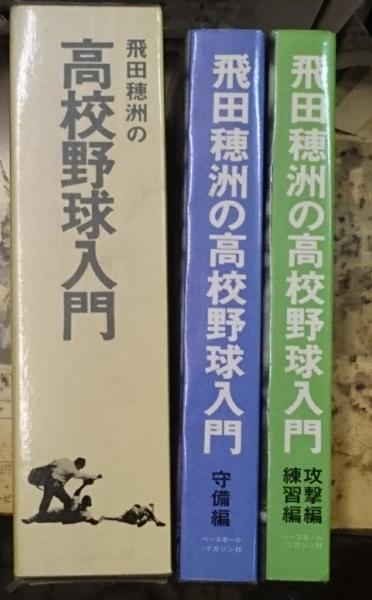 飛田穂洲の
高校野球入門
飛田穂洲の高校野球入門
守備編
ベースボール
・マガジン社
飛田穂洲の高校野球入門
攻撃編
練習編
ベースボール
・マガジン社